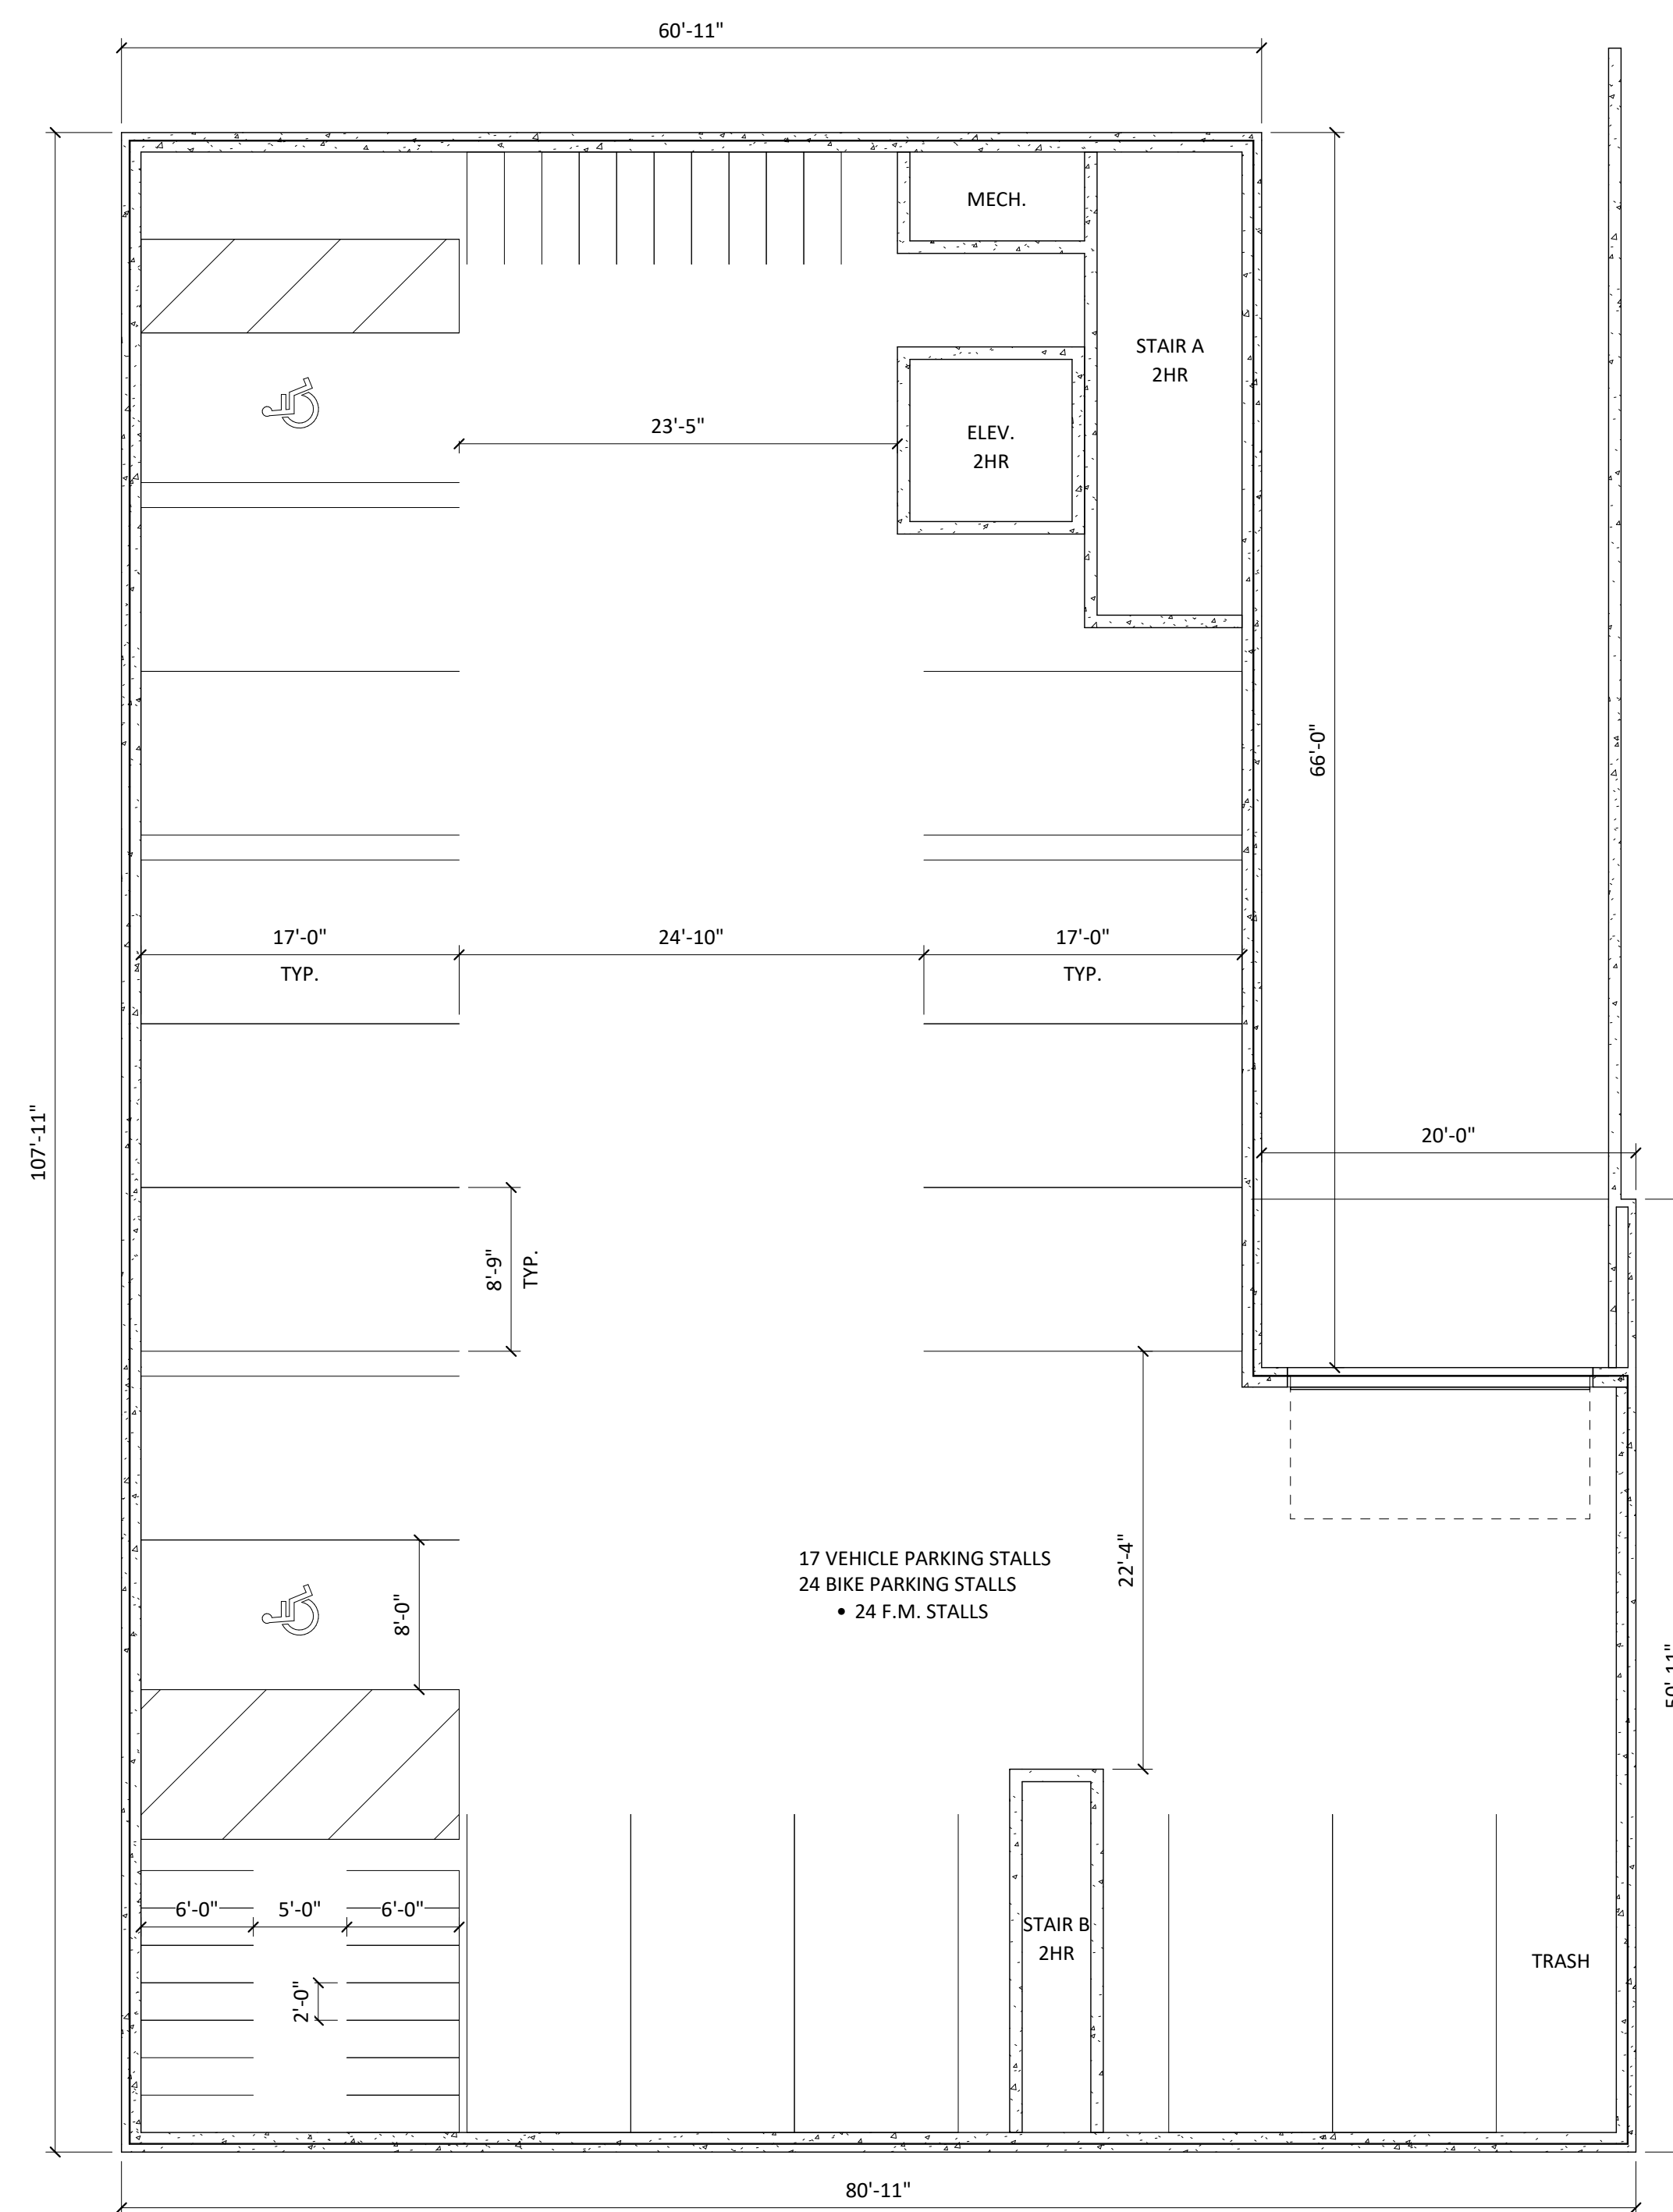 60'-11"
MECH.
STAIR A
2HR
23'-5"
ELEV.
2HR
66'-0"
17'-0"
TYP.
24'-10"
17'-0"
TYP.
107'-11"
20'-0"
8'-9"
TYP.
17 VEHICLE PARKING STALLS
24 BIKE PARKING STALLS
• 24 F.M. STALLS
22'-4"
8'-0"
50'-11"
6'-0"
5'-0"
6'-0"
STAIR B
2HR
TRASH
2'-0"
80'-11"